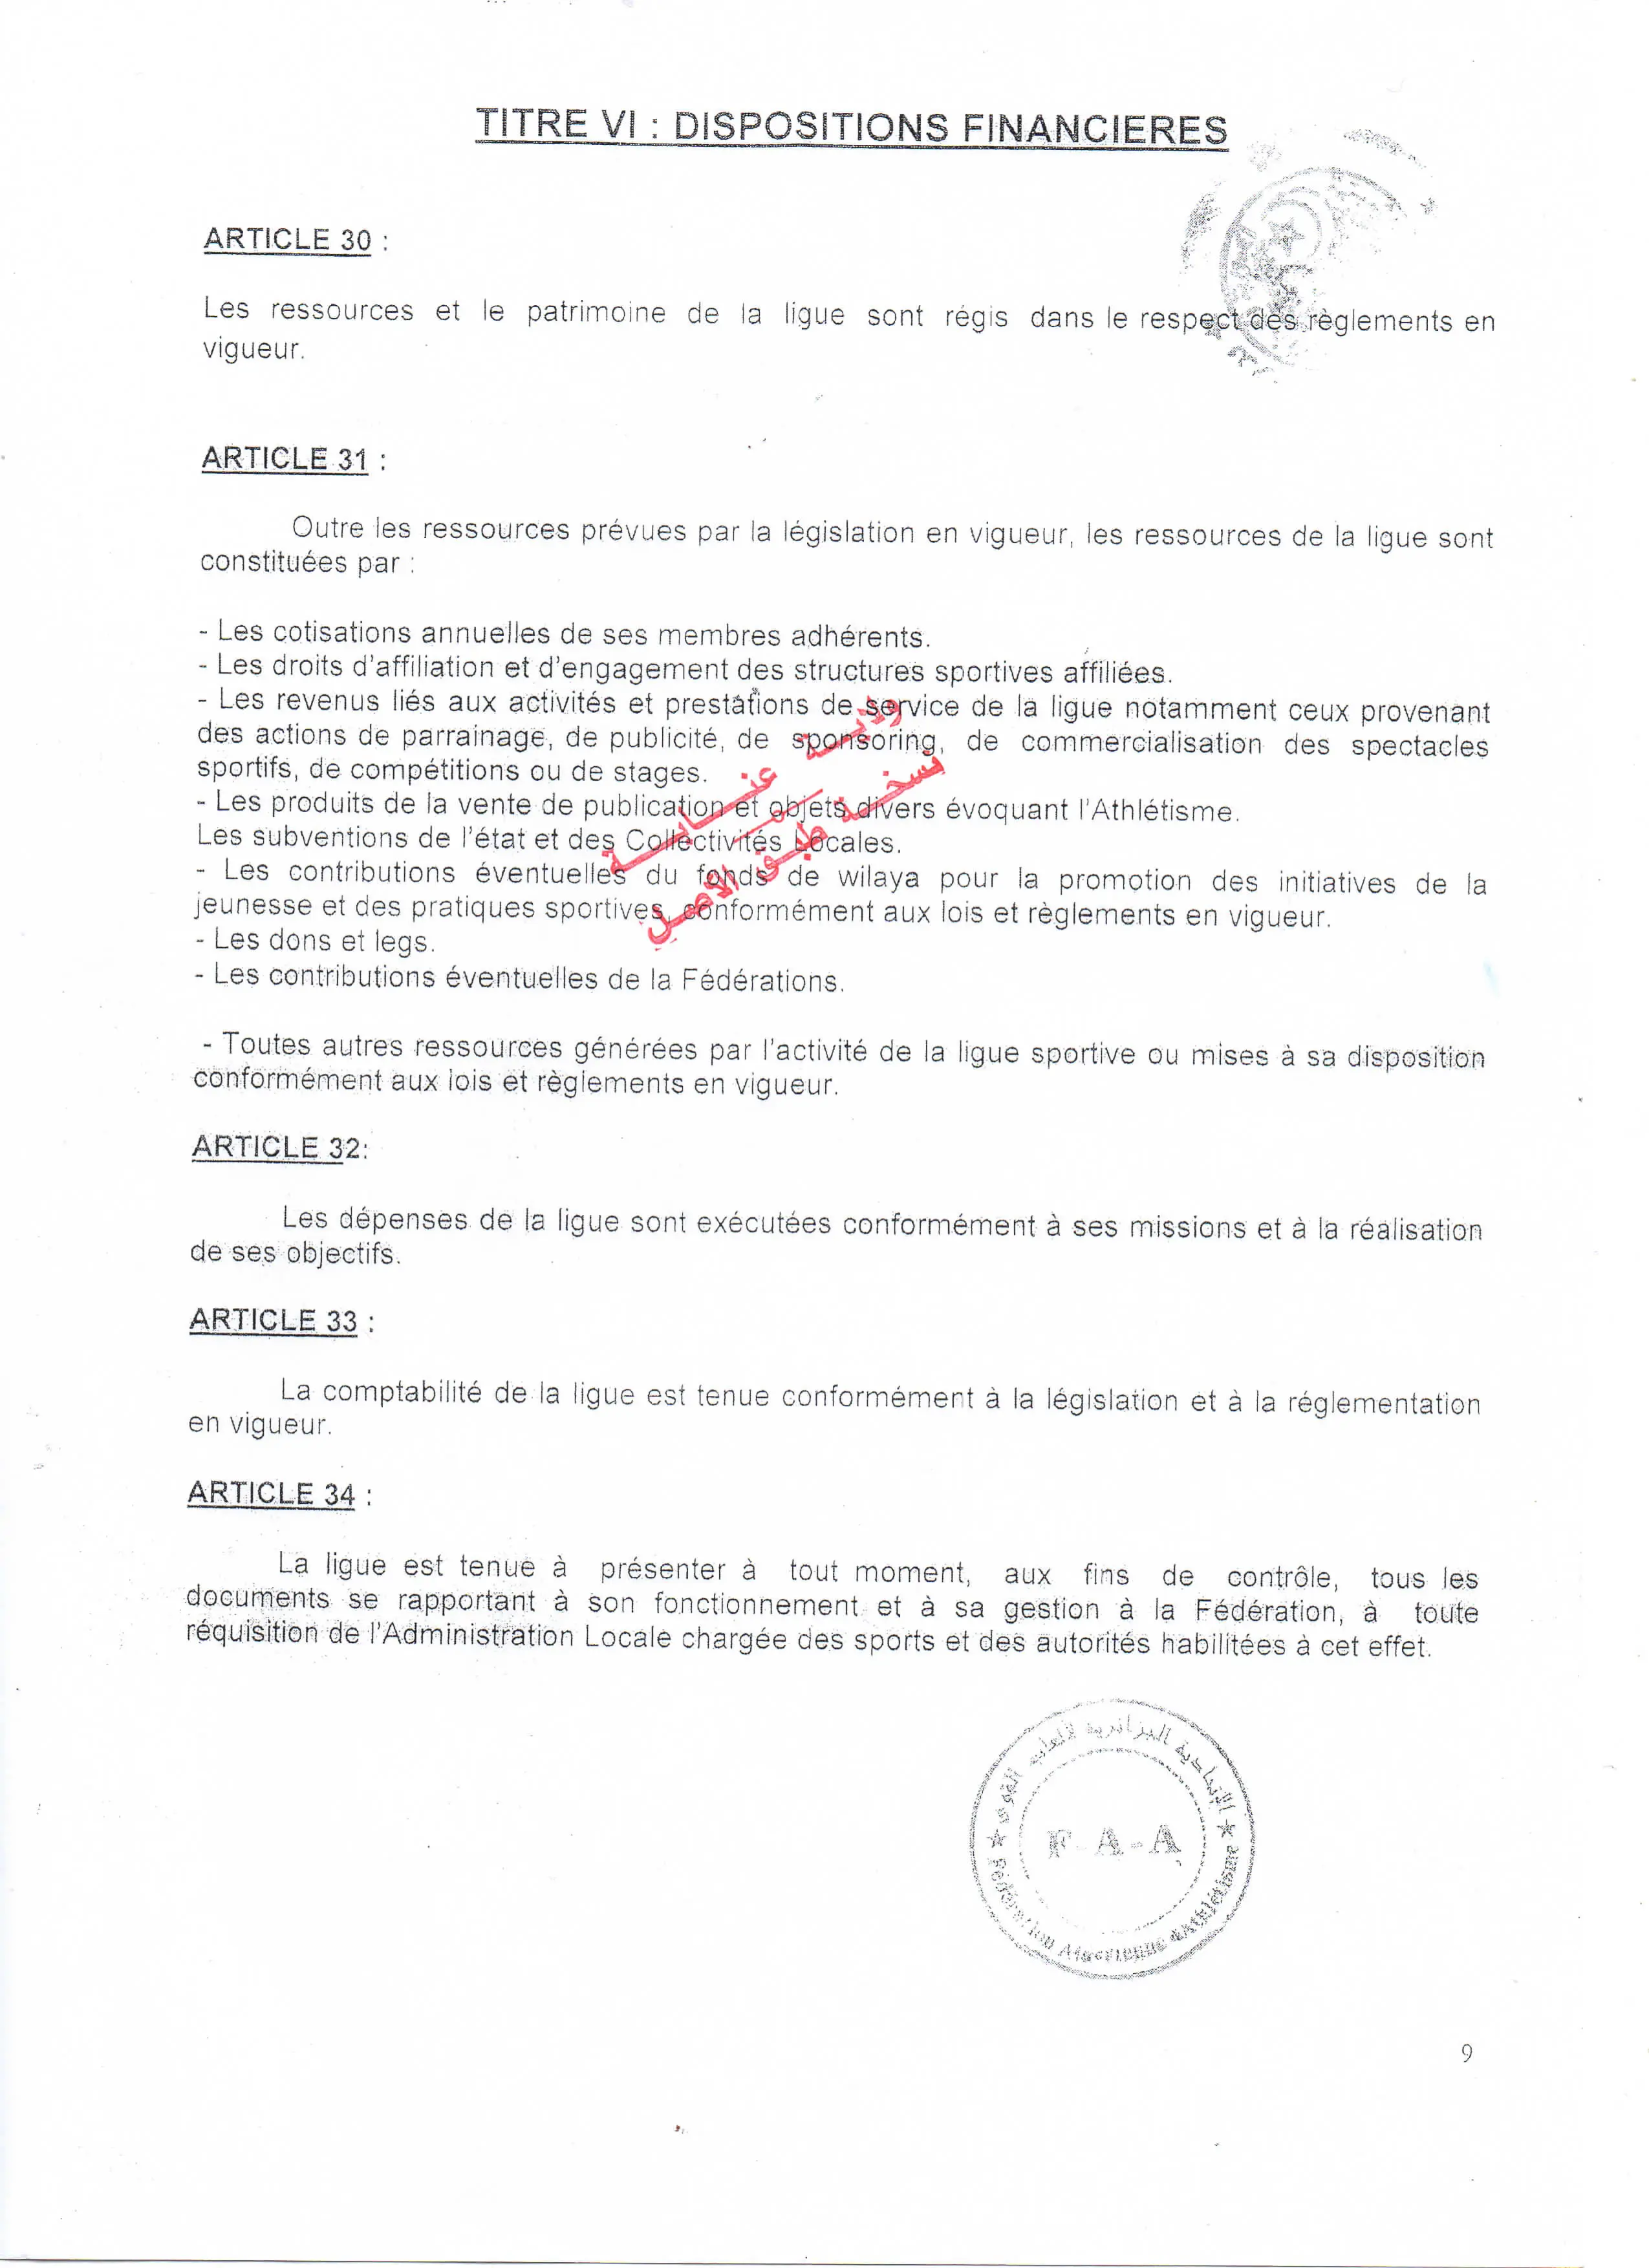 TITRE VI : DISPOSITIONS FINANCIERES
ARTICLE 30 :
Les ressources et le patrimoine de la ligue sont régis dans le respect des règlements en
vigueur.
ARTICLE 31 :
Outre les ressources prévues par la législation en vigueur, les ressources de la ligue sont
constituées par :
- Les cotisations annuelles de ses membres adhérents.
- Les droits d'affiliation et d'engagement des structures sportives affiliées.
- Les revenus liés aux activités et prestations de service de la ligue notamment ceux provenant
des actions de parrainage, de publicité, de sponsoring, de commercialisation des spectacles
sportifs, de compétitions ou de stages.
- Les produits de la vente de publication et objets divers évoquant l'Athlétisme.
Les subventions de l'état et des Collectivités Locales.
- Les contributions éventuelles du fonds de wilaya pour la promotion des initiatives de la
jeunesse et des pratiques sportives, conformément aux lois et règlements en vigueur.
- Les dons et legs.
- Les contributions éventuelles de la Fédérations.
- Toutes autres ressources générées par l'activité de la ligue sportive ou mises à sa disposition
conformément aux lois et règlements en vigueur.
ولايـة عنـابـة
نسخـة طبـق الاصـل
ARTICLE 32:
Les dépenses de la ligue sont exécutées conformément à ses missions et à la réalisation
de ses objectifs.
ARTICLE 33 :
La comptabilité de la ligue est tenue conformément à la législation et à la réglementation
en vigueur.
ARTICLE 34 :
La ligue est tenue à présenter à tout moment, aux fins de contrôle, tous les
documents se rapportant à son fonctionnement et à sa gestion à la Fédération, à toute
réquisition de l'Administration Locale chargée des sports et des autorités habilitées à cet effet.
الإتحادية الجزائرية لألعاب القوى
F-A-A
Fédération Algérienne d'Athlétisme
9